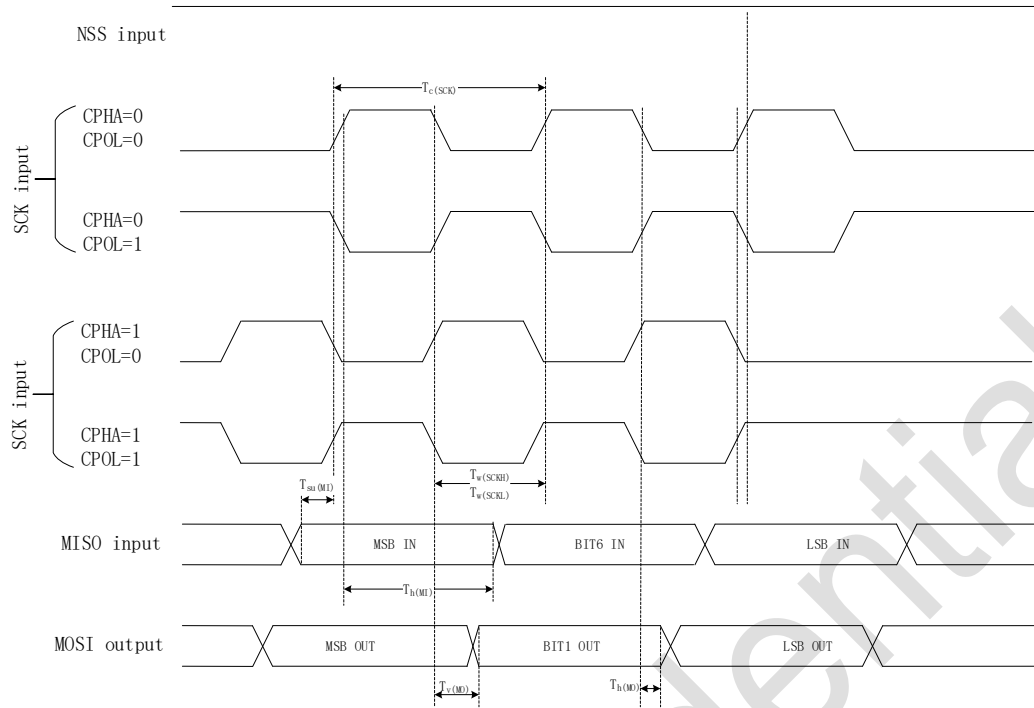 NSS input
Tc(SCK)
SCK input
CPHA=0
CPOL=0
CPHA=0
CPOL=1
SCK input
CPHA=1
CPOL=0
CPHA=1
CPOL=1
Tsu(MI)
Tw(SCKH)
Tw(SCKL)
MISO input
MSB IN
BIT6 IN
LSB IN
Th(MI)
MOSI output
MSB OUT
BIT1 OUT
LSB OUT
Tv(MO)
Th(MO)
dential